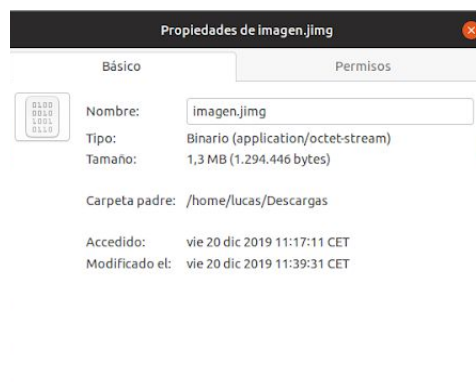 Propiedades de imagen.jimg
Básico
Permisos
0100
0010
1001
0110
Nombre: imagen.jimg
Tipo: Binario (application/octet-stream)
Tamaño: 1,3 MB (1.294.446 bytes)
Carpeta padre: /home/lucas/Descargas
Accedido: vie 20 dic 2019 11:17:11 CET
Modificado el: vie 20 dic 2019 11:39:31 CET